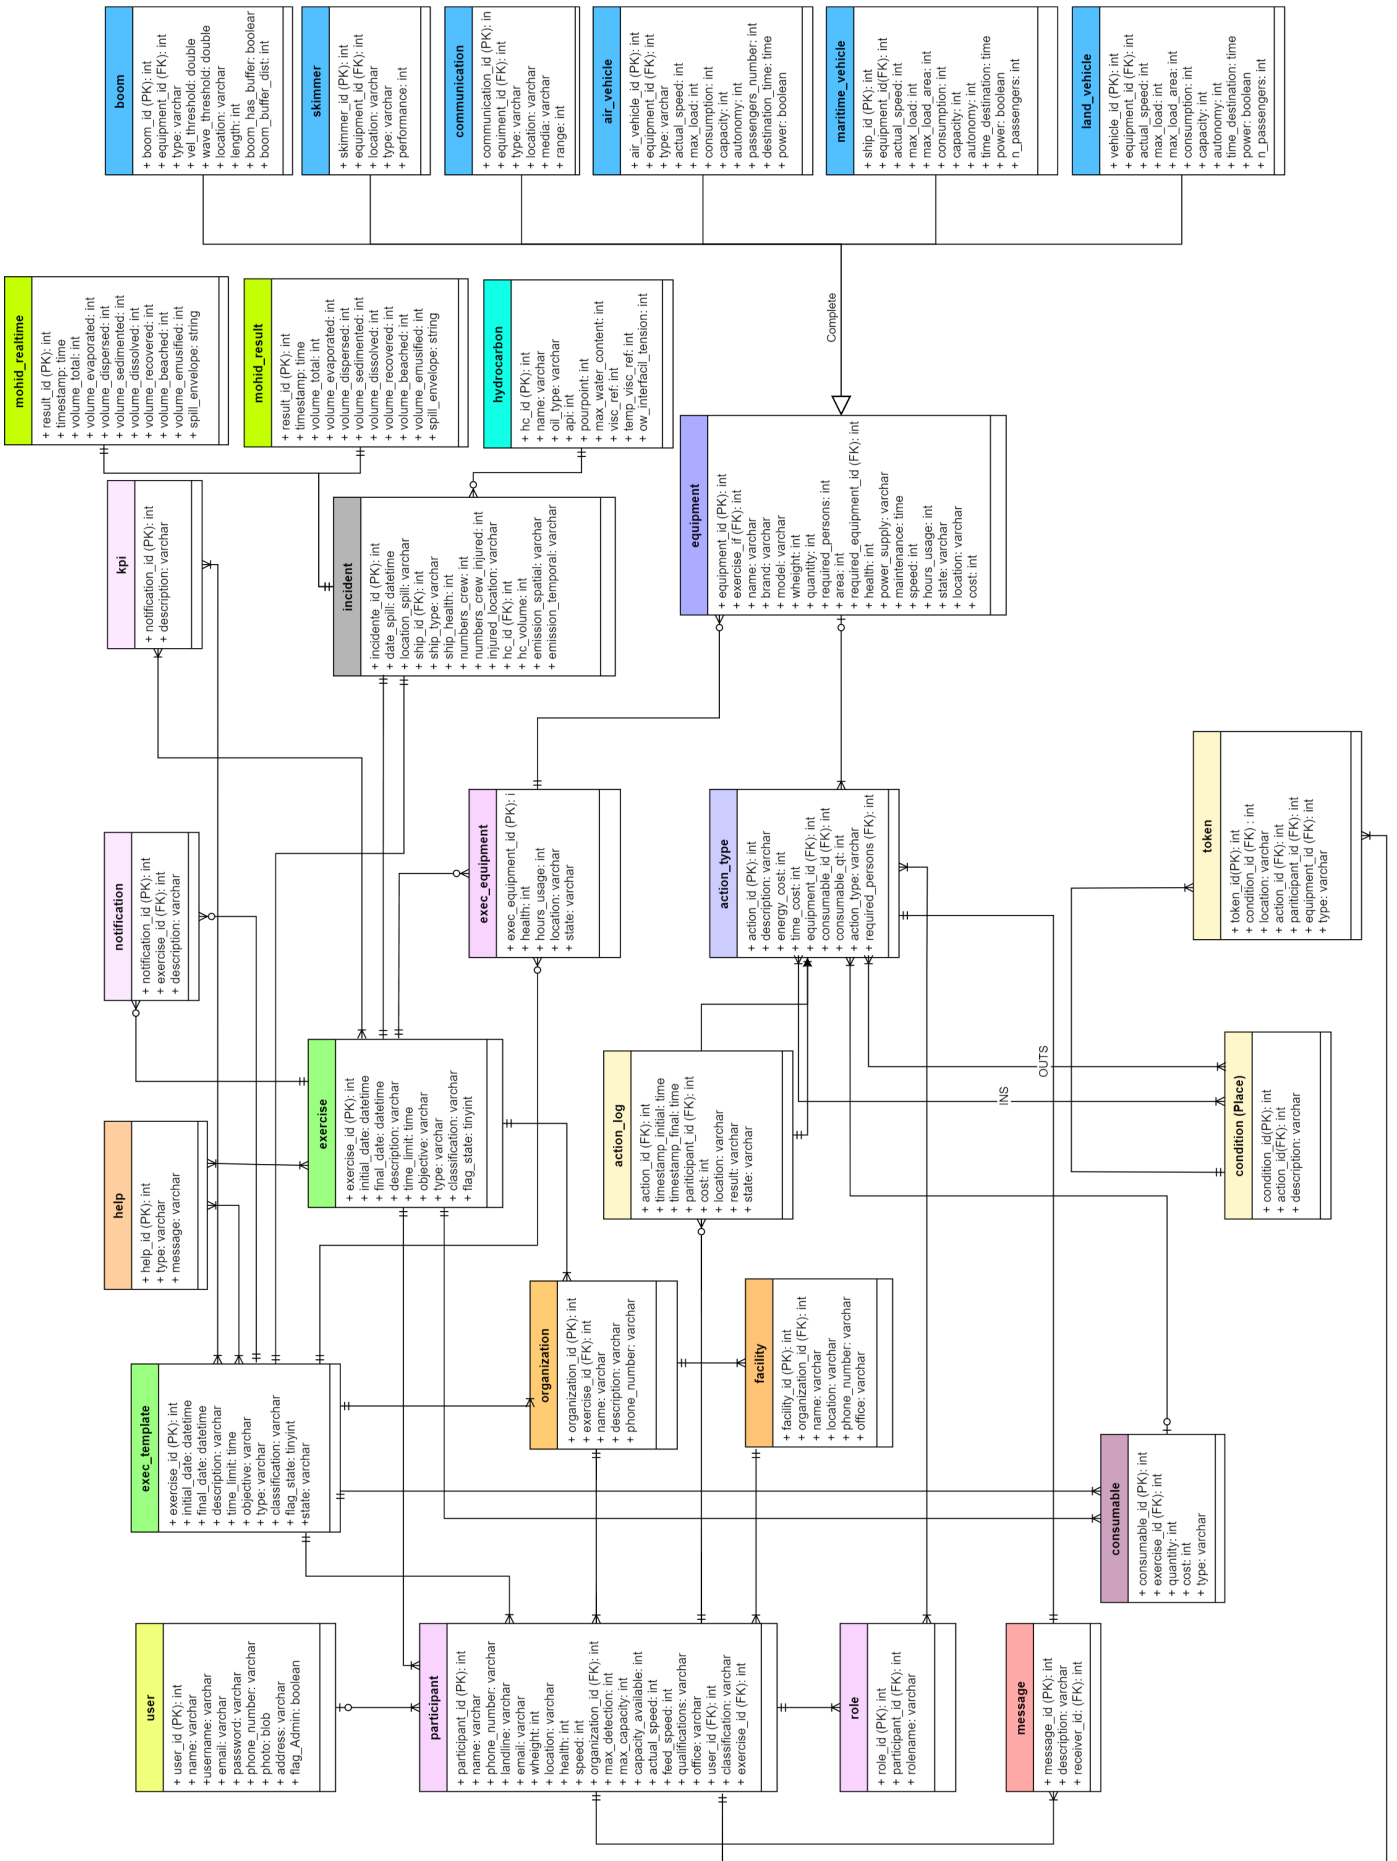 boom
+ boom_id (PK): int
+ equipment_id (FK): int
+ type: varchar
+ vel_threshold: double
+ wave_threshold: double
+ location: varchar
+ length: int
+ boom_has_buffer: boolear
+ boom_buffer_dist: int
skimmer
+ skimmer_id (PK): int
+ equipment_id (FK): int
+ location: varchar
+ type: varchar
+ performance: int
communication
+ communication_id (PK): in
+ equiment_id (FK): int
+ type: varchar
+ location: varchar
+ media: varchar
+ range: int
air_vehicle
+ air_vehicle_id (PK): int
+ equipment_id (FK): int
+ type: varchar
+ actual_speed: int
+ max_load: int
+ consumption: int
+ capacity: int
+ autonomy: int
+ passengers_number: int
+ destination_time: time
+ power: boolean
maritime_vehicle
+ ship_id (PK): int
+ equipment_id(FK): int
+ actual_speed: int
+ max_load: int
+ max_load_area: int
+ consumption: int
+ capacity: int
+ autonomy: int
+ time_destination: time
+ power: boolean
+ n_passengers: int
land_vehicle
+ vehicle_id (PK): int
+ equipment_id (FK): int
+ actual_speed: int
+ max_load: int
+ max_load_area: int
+ consumption: int
+ capacity: int
+ autonomy: int
+ time_destination: time
+ power: boolean
+ n_passengers: int
mohid_realtime
+ result_id (PK): int
+ timestamp: time
+ volume_total: int
+ volume_evaporated: int
+ volume_dispersed: int
+ volume_sedimented: int
+ volume_dissolved: int
+ volume_recovered: int
+ volume_beached: int
+ volume_emusified: int
+ spill_envelope: string
mohid_result
+ result_id (PK): int
+ timestamp: time
+ volume_total: int
+ volume_evaporated: int
+ volume_dispersed: int
+ volume_sedimented: int
+ volume_dissolved: int
+ volume_recovered: int
+ volume_beached: int
+ volume_emusified: int
+ spill_envelope: string
hydrocarbon
+ hc_id (PK): int
+ name: varchar
+ oil_type: varchar
+ api: int
+ pourpoint: int
+ max_water_content: int
+ visc_ref: int
+ temp_visc_ref: int
+ ow_interfacil_tension: int
Complete
kpi
+ notification_id (PK): int
+ description: varchar
incident
+ incidente_id (PK): int
+ date_spill: datetime
+ location_spill: varchar
+ ship_id (FK): int
+ ship_type: varchar
+ ship_health: int
+ numbers_crew: int
+ numbers_crew_injured: int
+ injured_location: varchar
+ hc_id (FK): int
+ hc_volume: int
+ emission_spatial: varchar
+ emission_temporal: varchar
equipment
+ equipment_id (PK): int
+ exercise_if (FK): int
+ name: varchar
+ brand: varchar
+ model: varchar
+ wheight: int
+ quantity: int
+ required_persons: int
+ area: int
+ required_equipment_id (FK): int
+ health: int
+ power_supply: varchar
+ maintenance: time
+ speed: int
+ hours_usage: int
+ state: varchar
+ location: varchar
+ cost: int
notification
+ notification_id (PK): int
+ exercise_id (FK): int
+ description: varchar
exec_equipment
+ exec_equipment_id (PK): i
+ health: int
+ hours_usage: int
+ location: varchar
+ state: varchar
action_type
+ action_id (PK): int
+ description: varchar
+ energy_cost: int
+ time_cost: int
+ equipment_id (FK): int
+ consumable_id (FK): int
+ consumable_qt: int
+ action_type: varchar
+ required_persons (FK): int
token
+ token_id(PK): int
+ condition_id (FK) : int
+ location: varchar
+ action_id (FK): int
+ pariticipant_id (FK): int
+ equipment_id (FK): int
+ type: varchar
help
+ help_id (PK): int
+ type: varchar
+ message: varchar
exercise
+ exercise_id (PK): int
+ initial_date: datetime
+ final_date: datetime
+ description: varchar
+ time_limit: time
+ objective: varchar
+ type: varchar
+ classification: varchar
+ flag_state: tinyint
action_log
+ action_id (FK): int
+ timestamp_initial: time
+ timestamp_final: time
+ pariticipant_id (FK): int
+ cost: int
+ location: varchar
+ result: varchar
+ state: varchar
INS
OUTS
condition (Place)
+ condition_id(PK): int
+ action_id(FK): int
+ description: varchar
exec_template
+ exercise_id (PK): int
+ initial_date: datetime
+ final_date: datetime
+ description: varchar
+ time_limit: time
+ objective: varchar
+ type: varchar
+ classification: varchar
+ flag_state: tinyint
+state: varchar
organization
+ organization_id (PK): int
+ exercise_id (FK): int
+ name: varchar
+ description: varchar
+ phone_number: varchar
facility
+ facility_id (PK): int
+ organization_id (FK): int
+ name: varchar
+ location: varchar
+ phone_number: varchar
+ office: varchar
consumable
+ consumable_id (PK): int
+ exercise_id (FK): int
+ quantity: int
+ cost: int
+ type: varchar
user
+ user_id (PK): int
+ name: varchar
+username: varchar
+ email: varchar
+ password: varchar
+ phone_number: varchar
+ photo: blob
+ address: varchar
+ flag_Admin: boolean
participant
+ participant_id (PK): int
+ name: varchar
+ phone_number: varchar
+ landline: varchar
+ email: varchar
+ wheight: int
+ location: varchar
+ health: int
+ speed: int
+ organization_id (FK): int
+ max_detection: int
+ max_capacity: int
+ capacity_available: int
+ actual_speed: int
+ feed_speed: int
+ qualifications: varchar
+ office: varchar
+ user_id (FK): int
+ classification: varchar
+ exercise_id (FK): int
role
+ role_id (PK): int
+ participant_id (FK): int
+ rolename: varchar
message
+ message_id (PK): int
+ description: varchar
+ receiver_id: (FK): int